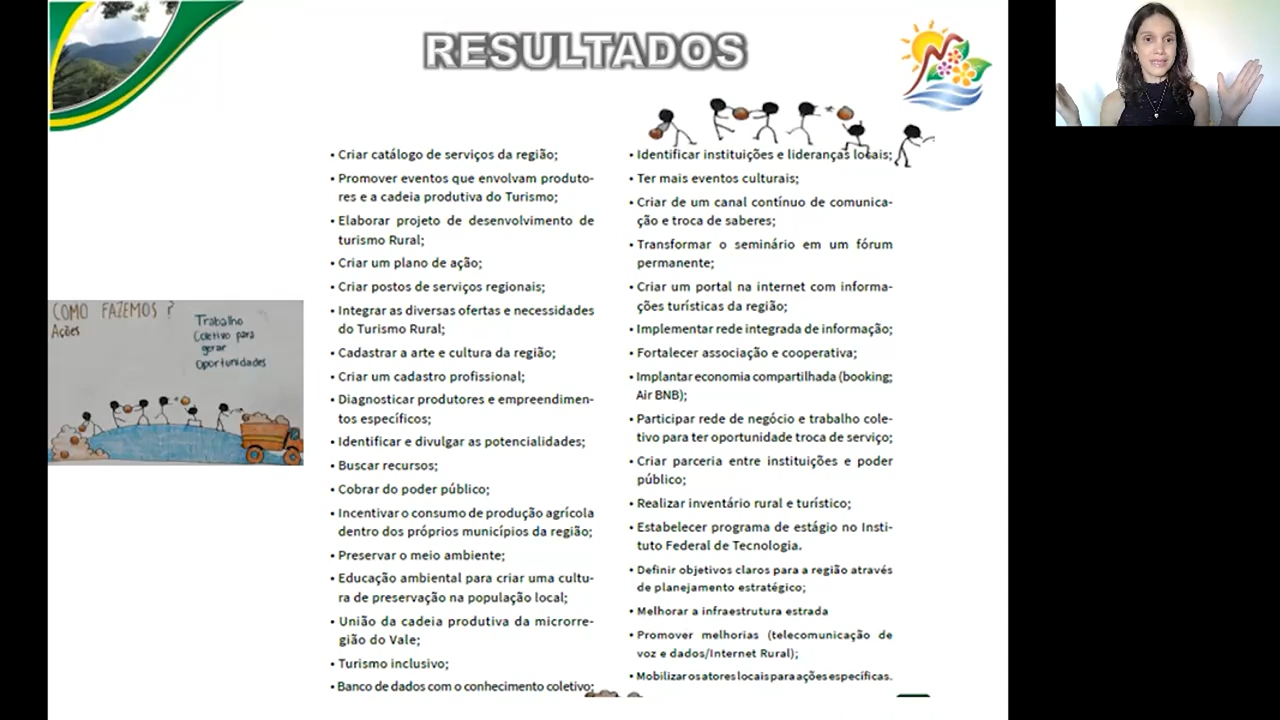 RESULTADOS
• Criar catálogo de serviços da região;
• Promover eventos que envolvam produto-
res e a cadeia produtiva do Turismo;
• Elaborar projeto de desenvolvimento de
turismo Rural;
• Criar um plano de ação;
• Criar postos de serviços regionais;
• Integrar as diversas ofertas e necessidades
do Turismo Rural;
• Cadastrar a arte e cultura da região;
• Criar um cadastro profissional;
• Diagnosticar produtores e empreendimen-
tos específicos;
• Identificar e divulgar as potencialidades;
• Buscar recursos;
• Cobrar do poder público;
• Incentivar o consumo de produção agrícola
dentro dos próprios municípios da região;
• Preservar o meio ambiente;
• Educação ambiental para criar uma cultu-
ra de preservação na população local;
• União da cadeia produtiva da microrre-
gião do Vale;
• Turismo inclusivo;
• Banco de dados com o conhecimento coletivo;
• Identificar instituições e lideranças locais;
• Ter mais eventos culturais;
• Criar de um canal contínuo de comunica-
ção e troca de saberes;
• Transformar o seminário em um fórum
permanente;
• Criar um portal na internet com informa-
ções turísticas da região;
• Implementar rede integrada de informação;
• Fortalecer associação e cooperativa;
• Implantar economia compartilhada (booking;
Air BNB);
• Participar rede de negócio e trabalho cole-
tivo para ter oportunidade troca de serviço;
• Criar parceria entre instituições e poder
público;
• Realizar inventário rural e turístico;
• Estabelecer programa de estágio no Insti-
tuto Federal de Tecnologia.
• Definir objetivos claros para a região através
de planejamento estratégico;
• Melhorar a infraestrutura estrada
• Promover melhorias (telecomunicação de
voz e dados/Internet Rural);
• Mobilizar os atores locais para ações específicas.
COMO FAZEMOS?
Ações
Trabalho
Coletivo para
gerar
Oportunidades